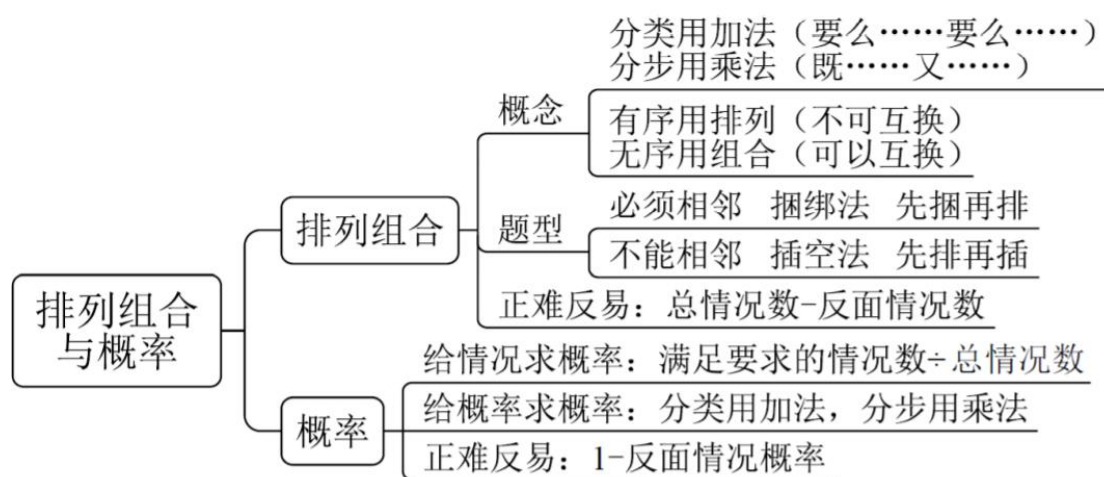 排列组合
与概率
排列组合
概念
分类用加法（要么……要么……）
分步用乘法（既……又……）
有序用排列（不可互换）
无序用组合（可以互换）
题型
必须相邻 捆绑法 先捆再排
不能相邻 插空法 先排再插
正难反易：总情况数-反面情况数
概率
给情况求概率：满足要求的情况数÷总情况数
给概率求概率：分类用加法，分步用乘法
正难反易：1-反面情况概率